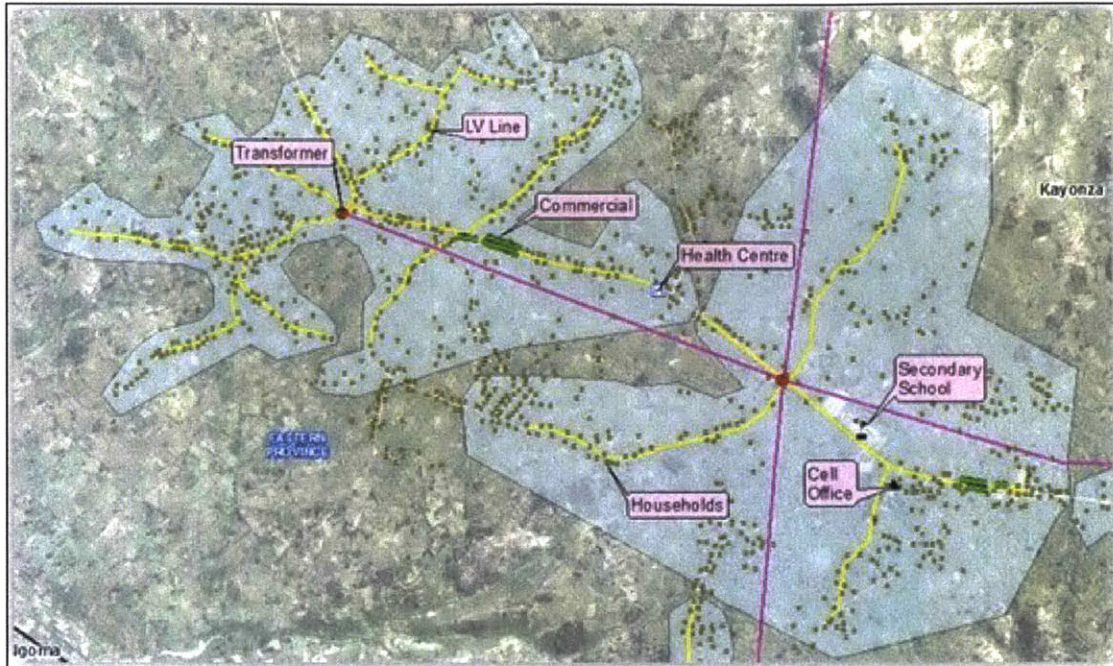 LV Line
Transformer
Kayonza
Commercial
Health Centre
Secondary
School
EASTERN
PROVINCE
Cell
Office
Households
Igoma